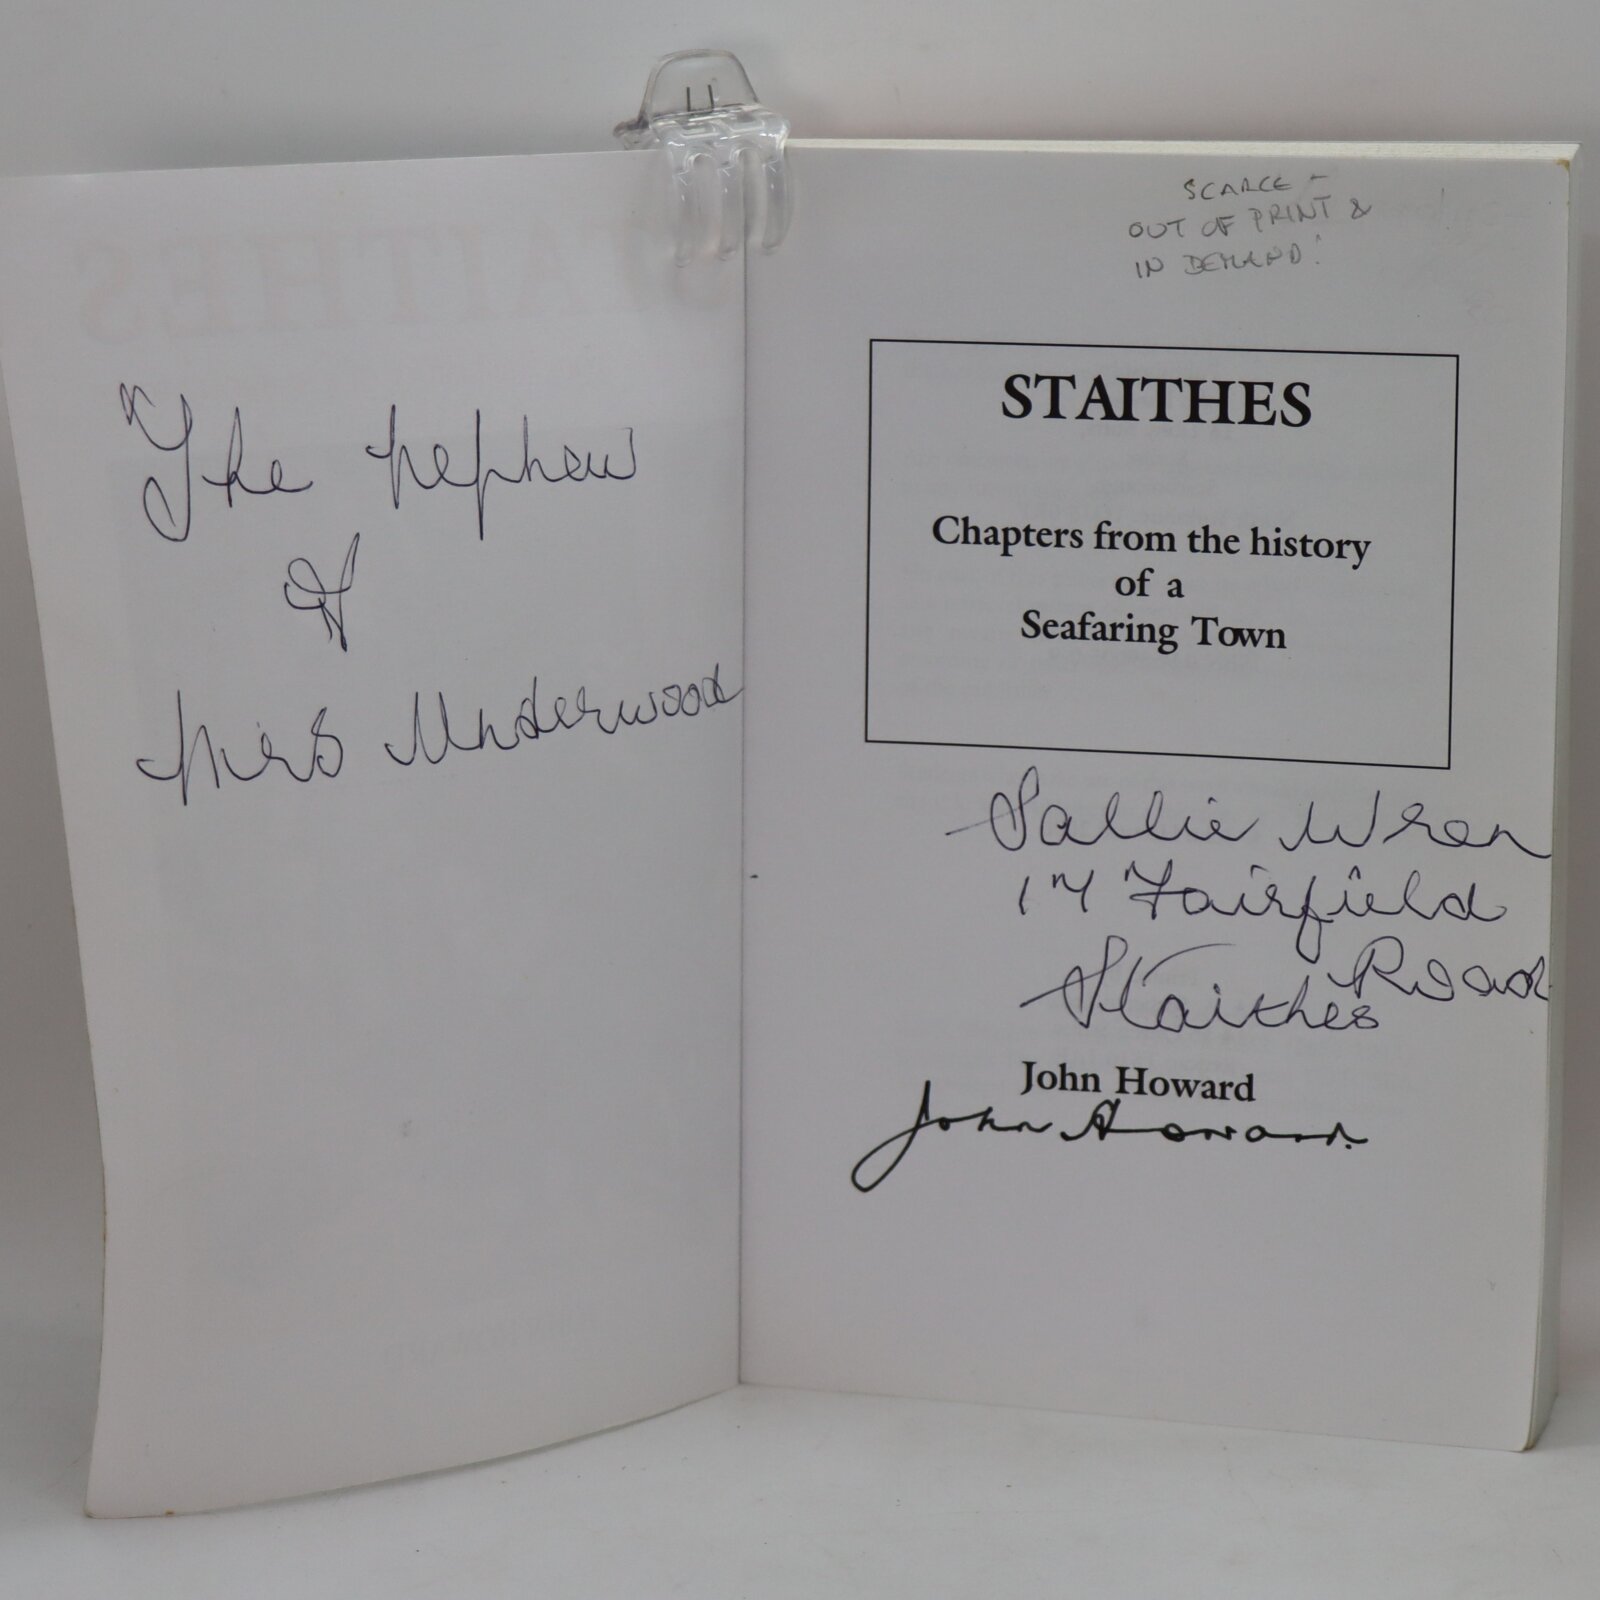 The nephew
of
Mrs Underwood
SCARCE -
OUT OF PRINT &
IN DEMAND!
STAITHES
Chapters from the history
of a
Seafaring Town
Sallie Wren
17 Fairfield
Road
Staithes
John Howard
John Howard.